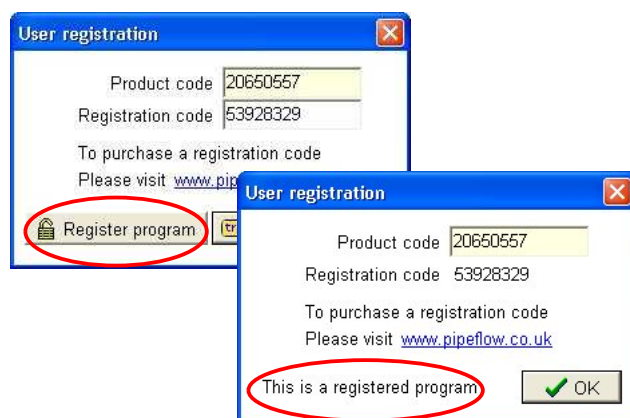 User registration
Product code 20650557
Registration code 53928329
To purchase a registration code
Please visit www.pip
Register program
User registration
Product code 20650557
Registration code 53928329
To purchase a registration code
Please visit www.pipeflow.co.uk
This is a registered program
OK